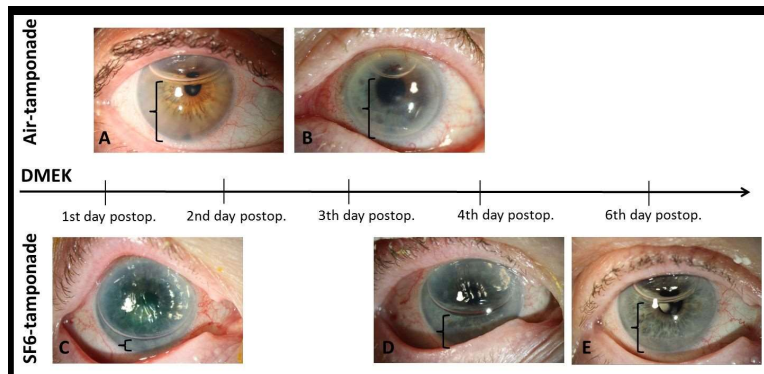 Air-tamponade
A
B
DMEK
1st day postop.
2nd day postop.
3th day postop.
4th day postop.
6th day postop.
SF6-tamponade
C
D
E